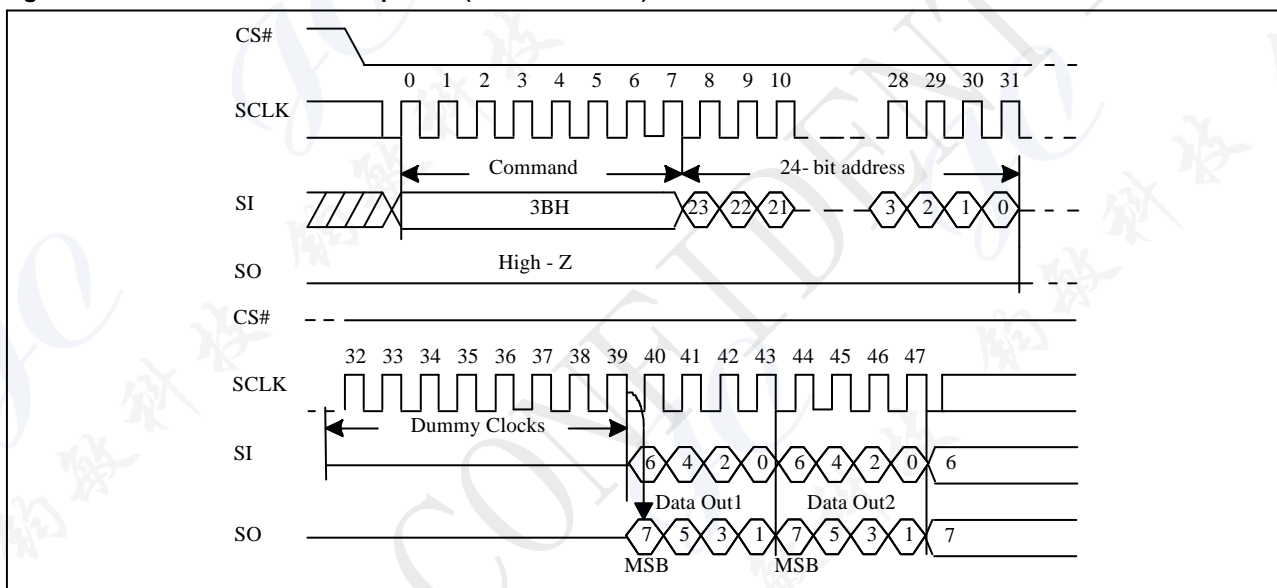 CS#
0 1 2 3 4 5 6 7 8 9 10 28 29 30 31
SCLK
Command 24- bit address
SI 3BH 23 22 21 3 2 1 0
SO High - Z
CS#
32 33 34 35 36 37 38 39 40 41 42 43 44 45 46 47
SCLK
Dummy Clocks
SI 6 4 2 0 6 4 2 0 6
Data Out1 Data Out2
SO 7 5 3 1 7 5 3 1 7
MSB MSB
CONFIDENT